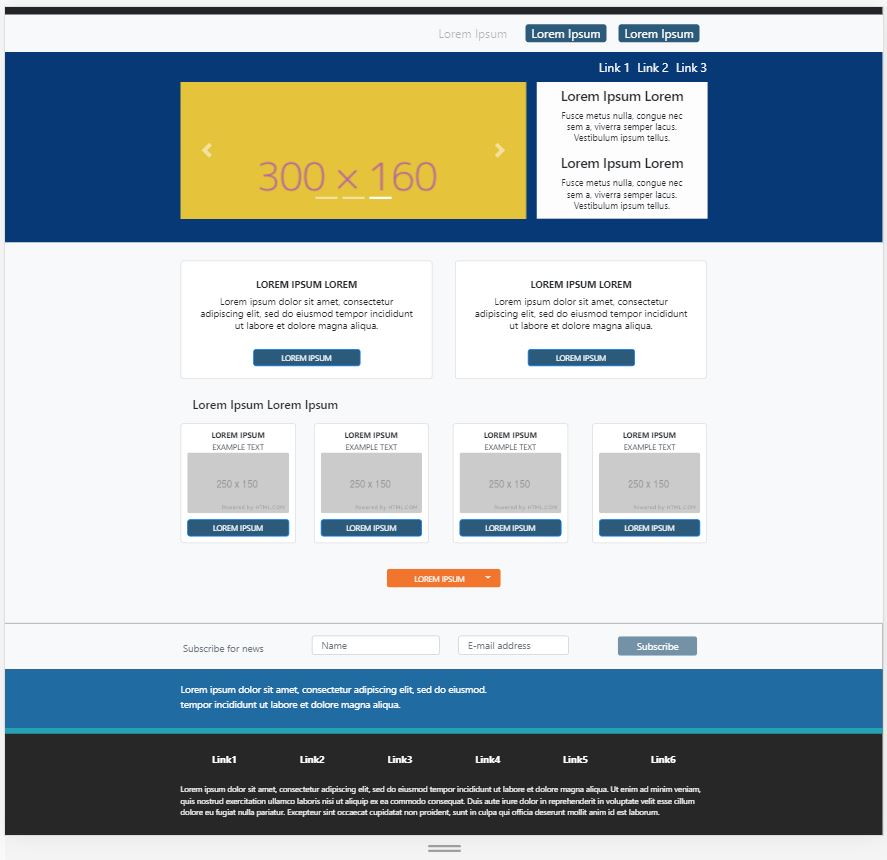 Lorem Ipsum Lorem Ipsum Lorem Ipsum
Link 1 Link 2 Link 3
300 × 160
Lorem Ipsum Lorem
Fusce metus nulla, congue nec
sem a, viverra semper lacus.
Vestibulum ipsum tellus.
Lorem Ipsum Lorem
Fusce metus nulla, congue nec
sem a, viverra semper lacus.
Vestibulum ipsum tellus.
LOREM IPSUM LOREM
Lorem ipsum dolor sit amet, consectetur
adipiscing elit, sed do eiusmod tempor incididunt
ut labore et dolore magna aliqua.
LOREM IPSUM
LOREM IPSUM LOREM
Lorem ipsum dolor sit amet, consectetur
adipiscing elit, sed do eiusmod tempor incididunt
ut labore et dolore magna aliqua.
LOREM IPSUM
Lorem Ipsum Lorem Ipsum
LOREM IPSUM
EXAMPLE TEXT
250 x 150
Powered by HTML.COM
LOREM IPSUM
LOREM IPSUM
EXAMPLE TEXT
250 x 150
Powered by HTML.COM
LOREM IPSUM
LOREM IPSUM
EXAMPLE TEXT
250 x 150
Powered by HTML.COM
LOREM IPSUM
LOREM IPSUM
EXAMPLE TEXT
250 x 150
Powered by HTML.COM
LOREM IPSUM
LOREM IPSUM
Subscribe for news Name E-mail address Subscribe
Lorem ipsum dolor sit amet, consectetur adipiscing elit, sed do eiusmod.
tempor incididunt ut labore et dolore magna aliqua.
Link1 Link2 Link3 Link4 Link5 Link6
Lorem ipsum dolor sit amet, consectetur adipiscing elit, sed do eiusmod tempor incididunt ut labore et dolore magna aliqua. Ut enim ad minim veniam,
quis nostrud exercitation ullamco laboris nisi ut aliquip ex ea commodo consequat. Duis aute irure dolor in reprehenderit in voluptate velit esse cillum
dolore eu fugiat nulla pariatur. Excepteur sint occaecat cupidatat non proident, sunt in culpa qui officia deserunt mollit anim id est laborum.